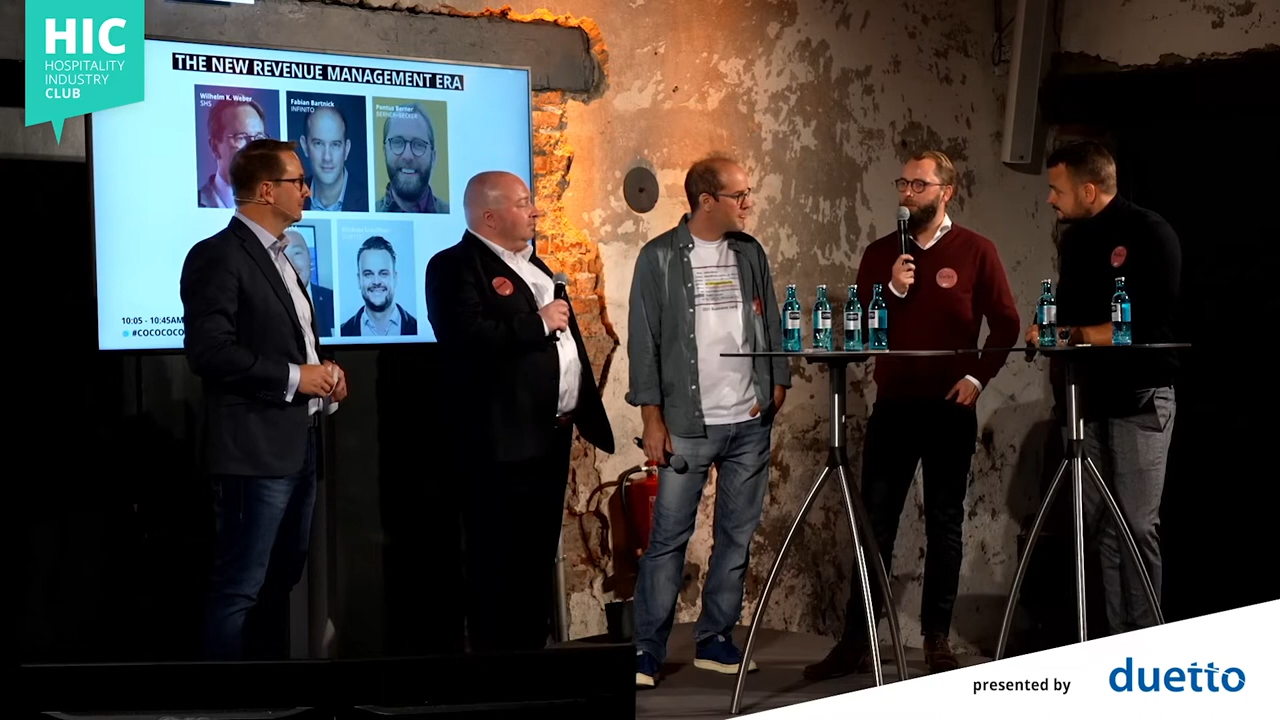 HIC
HOSPITALITY
INDUSTRY
CLUB
THE NEW REVENUE MANAGEMENT ERA
Wilhelm K. Weber
SHS
Fabian Bartnick
INFINITO
Pontus Berner
BERNER+BECKER
10:05 - 10:45AM
#COCOCOCO
presented by
duetto